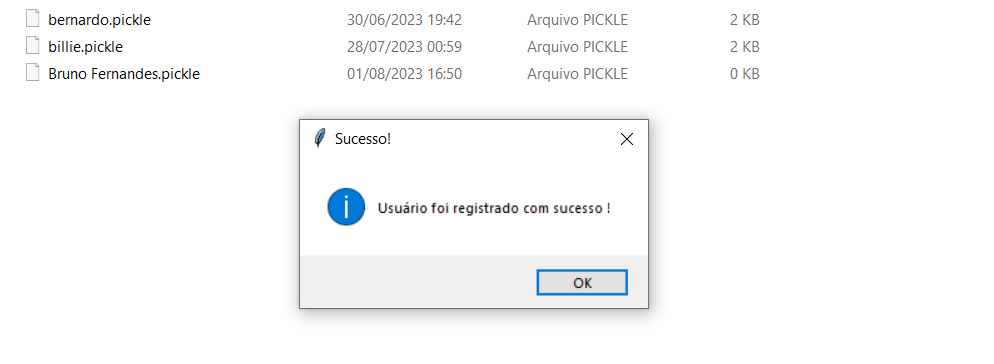 bernardo.pickle 30/06/2023 19:42 Arquivo PICKLE 2 KB
billie.pickle 28/07/2023 00:59 Arquivo PICKLE 2 KB
Bruno Fernandes.pickle 01/08/2023 16:50 Arquivo PICKLE 0 KB
Sucesso!
Usuário foi registrado com sucesso !
OK